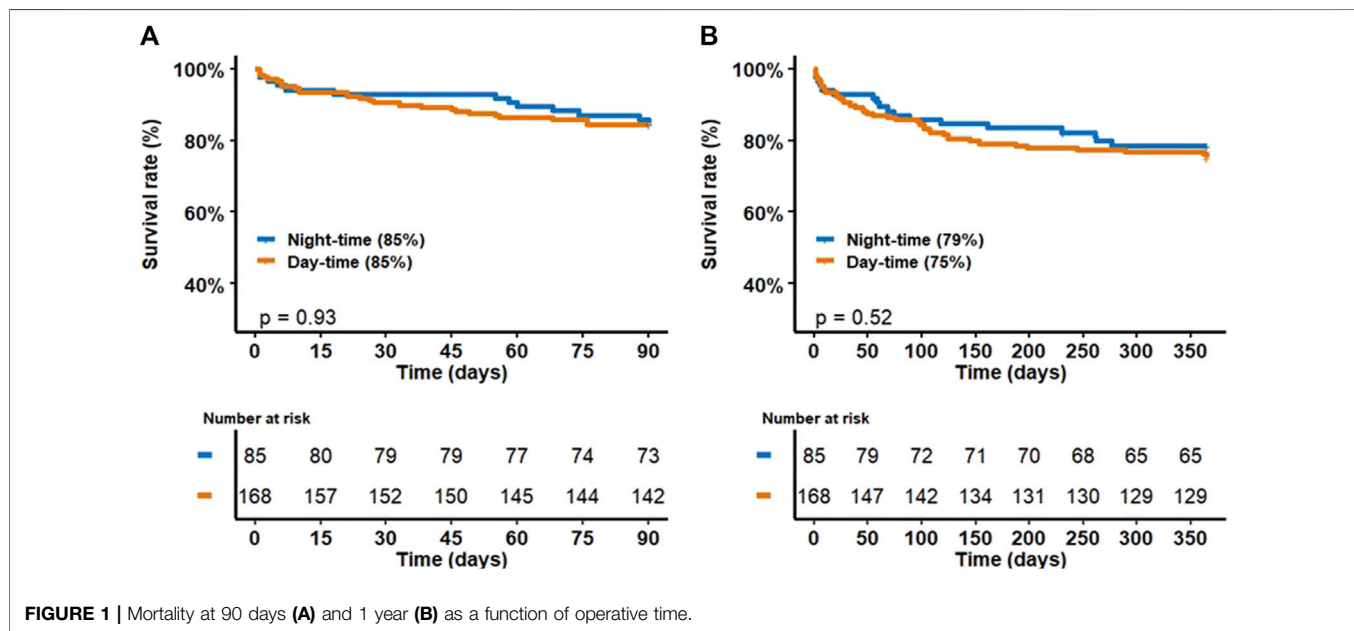 A
Survival rate (%)
100%
80%
60%
40%
Night-time (85%)
Day-time (85%)
p = 0.93
0 15 30 45 60 75 90
Time (days)
Number at risk
85 80 79 79 77 74 73
168 157 152 150 145 144 142
0 15 30 45 60 75 90
Time (days)
B
Survival rate (%)
100%
80%
60%
40%
Night-time (79%)
Day-time (75%)
p = 0.52
0 50 100 150 200 250 300 350
Time (days)
Number at risk
85 79 72 71 70 68 65 65
168 147 142 134 131 130 129 129
0 50 100 150 200 250 300 350
Time (days)
FIGURE 1 | Mortality at 90 days (A) and 1 year (B) as a function of operative time.